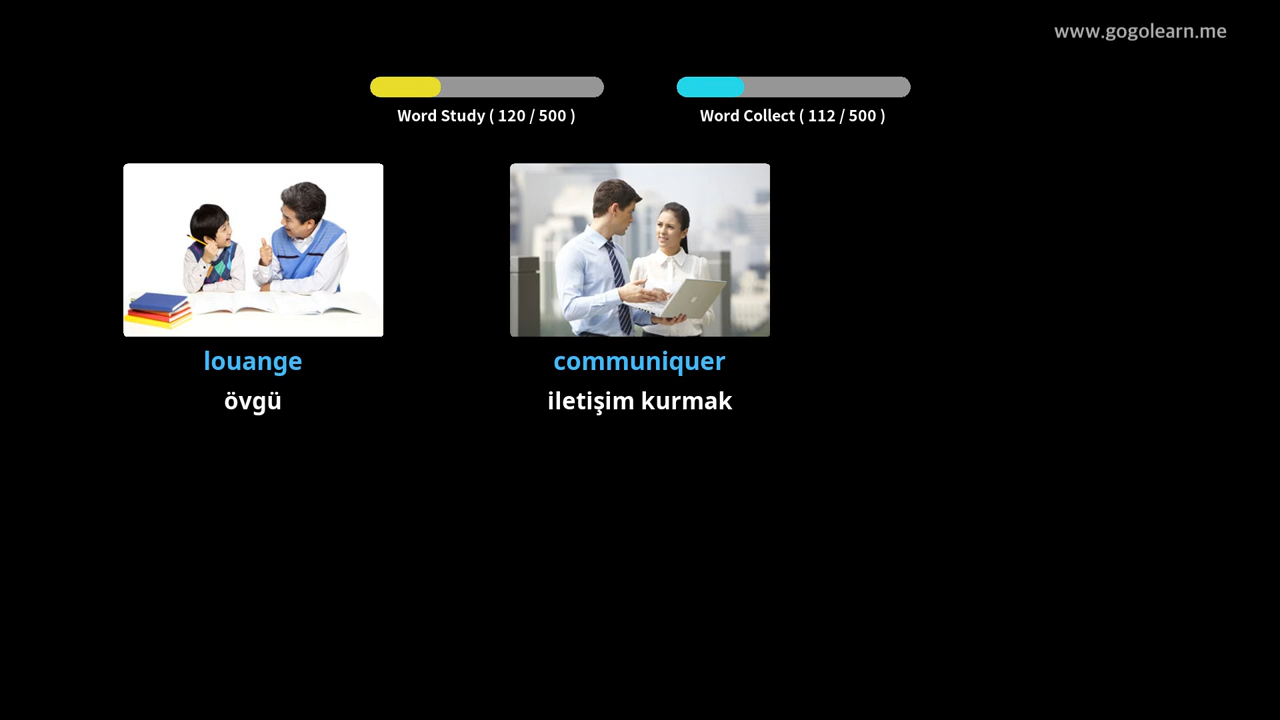 www.gogolearn.me
Word Study ( 120 / 500 )
Word Collect ( 112 / 500 )
louange
övgü
communiquer
iletişim kurmak